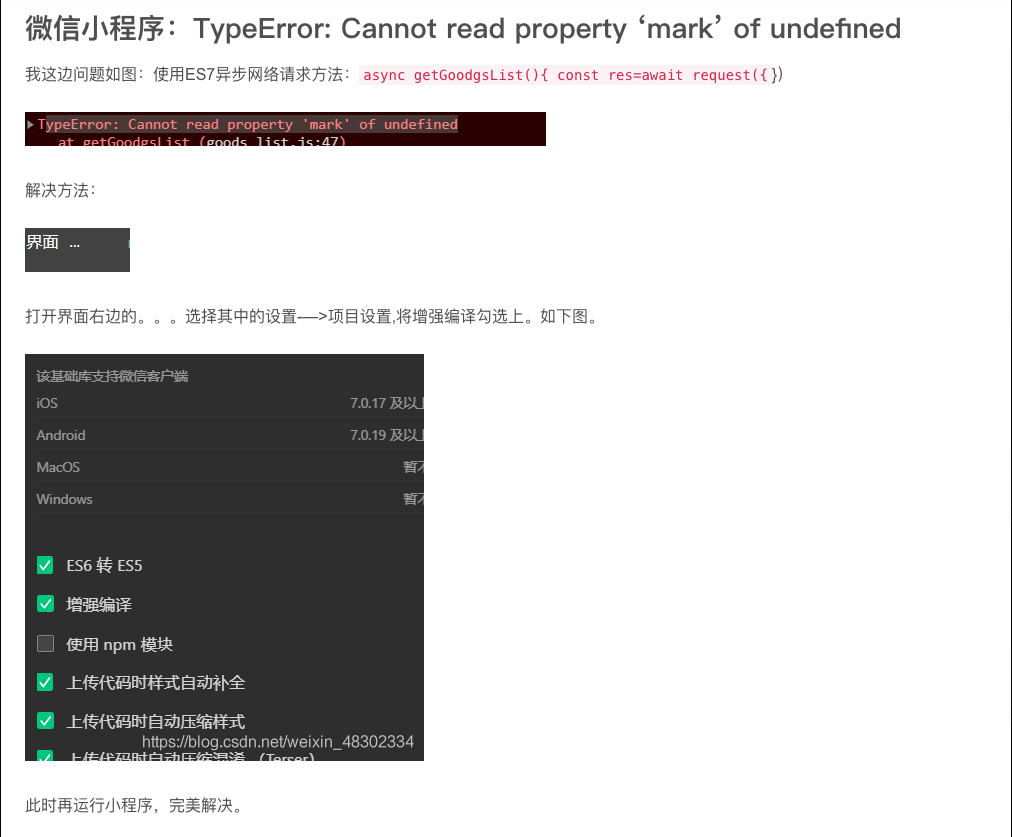 微信小程序：TypeError: Cannot read property ‘mark’ of undefined
我这边问题如图：使用ES7异步网络请求方法：async getGoodgsList(){ const res=await request({})
TypeError: Cannot read property 'mark' of undefined
at getGoodgsList (goods_list.js:47)
解决方法：
界面 ...
打开界面右边的。。。选择其中的设置-—>项目设置,将增强编译勾选上。如下图。
该基础库支持微信客户端
iOS 7.0.17 及以上
Android 7.0.19 及以上
MacOS 暂不
Windows 暂不
ES6 转 ES5
增强编译
使用 npm 模块
上传代码时样式自动补全
上传代码时自动压缩样式
https://blog.csdn.net/weixin_48302334
上传代码时自动压缩混淆 （Terser）
此时再运行小程序，完美解决。